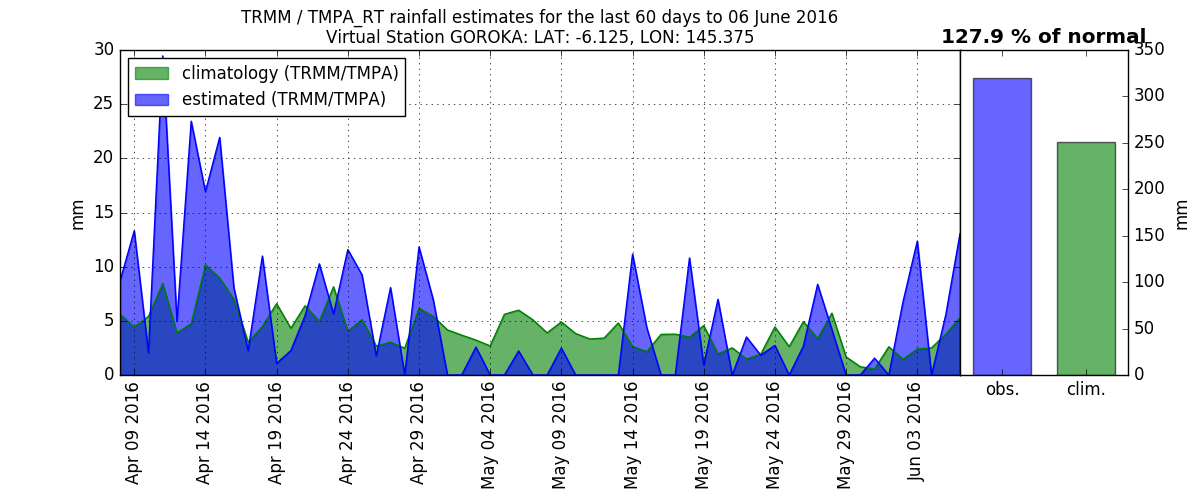 TRMM / TMPA_RT rainfall estimates for the last 60 days to 06 June 2016
Virtual Station GOROKA: LAT: -6.125, LON: 145.375
127.9 % of normal
climatology (TRMM/TMPA)
estimated (TRMM/TMPA)
mm
30
25
20
15
10
5
0
Apr 09 2016
Apr 14 2016
Apr 19 2016
Apr 24 2016
Apr 29 2016
May 04 2016
May 09 2016
May 14 2016
May 19 2016
May 24 2016
May 29 2016
Jun 03 2016
obs.
clim.
350
300
250
200
150
100
50
0
mm